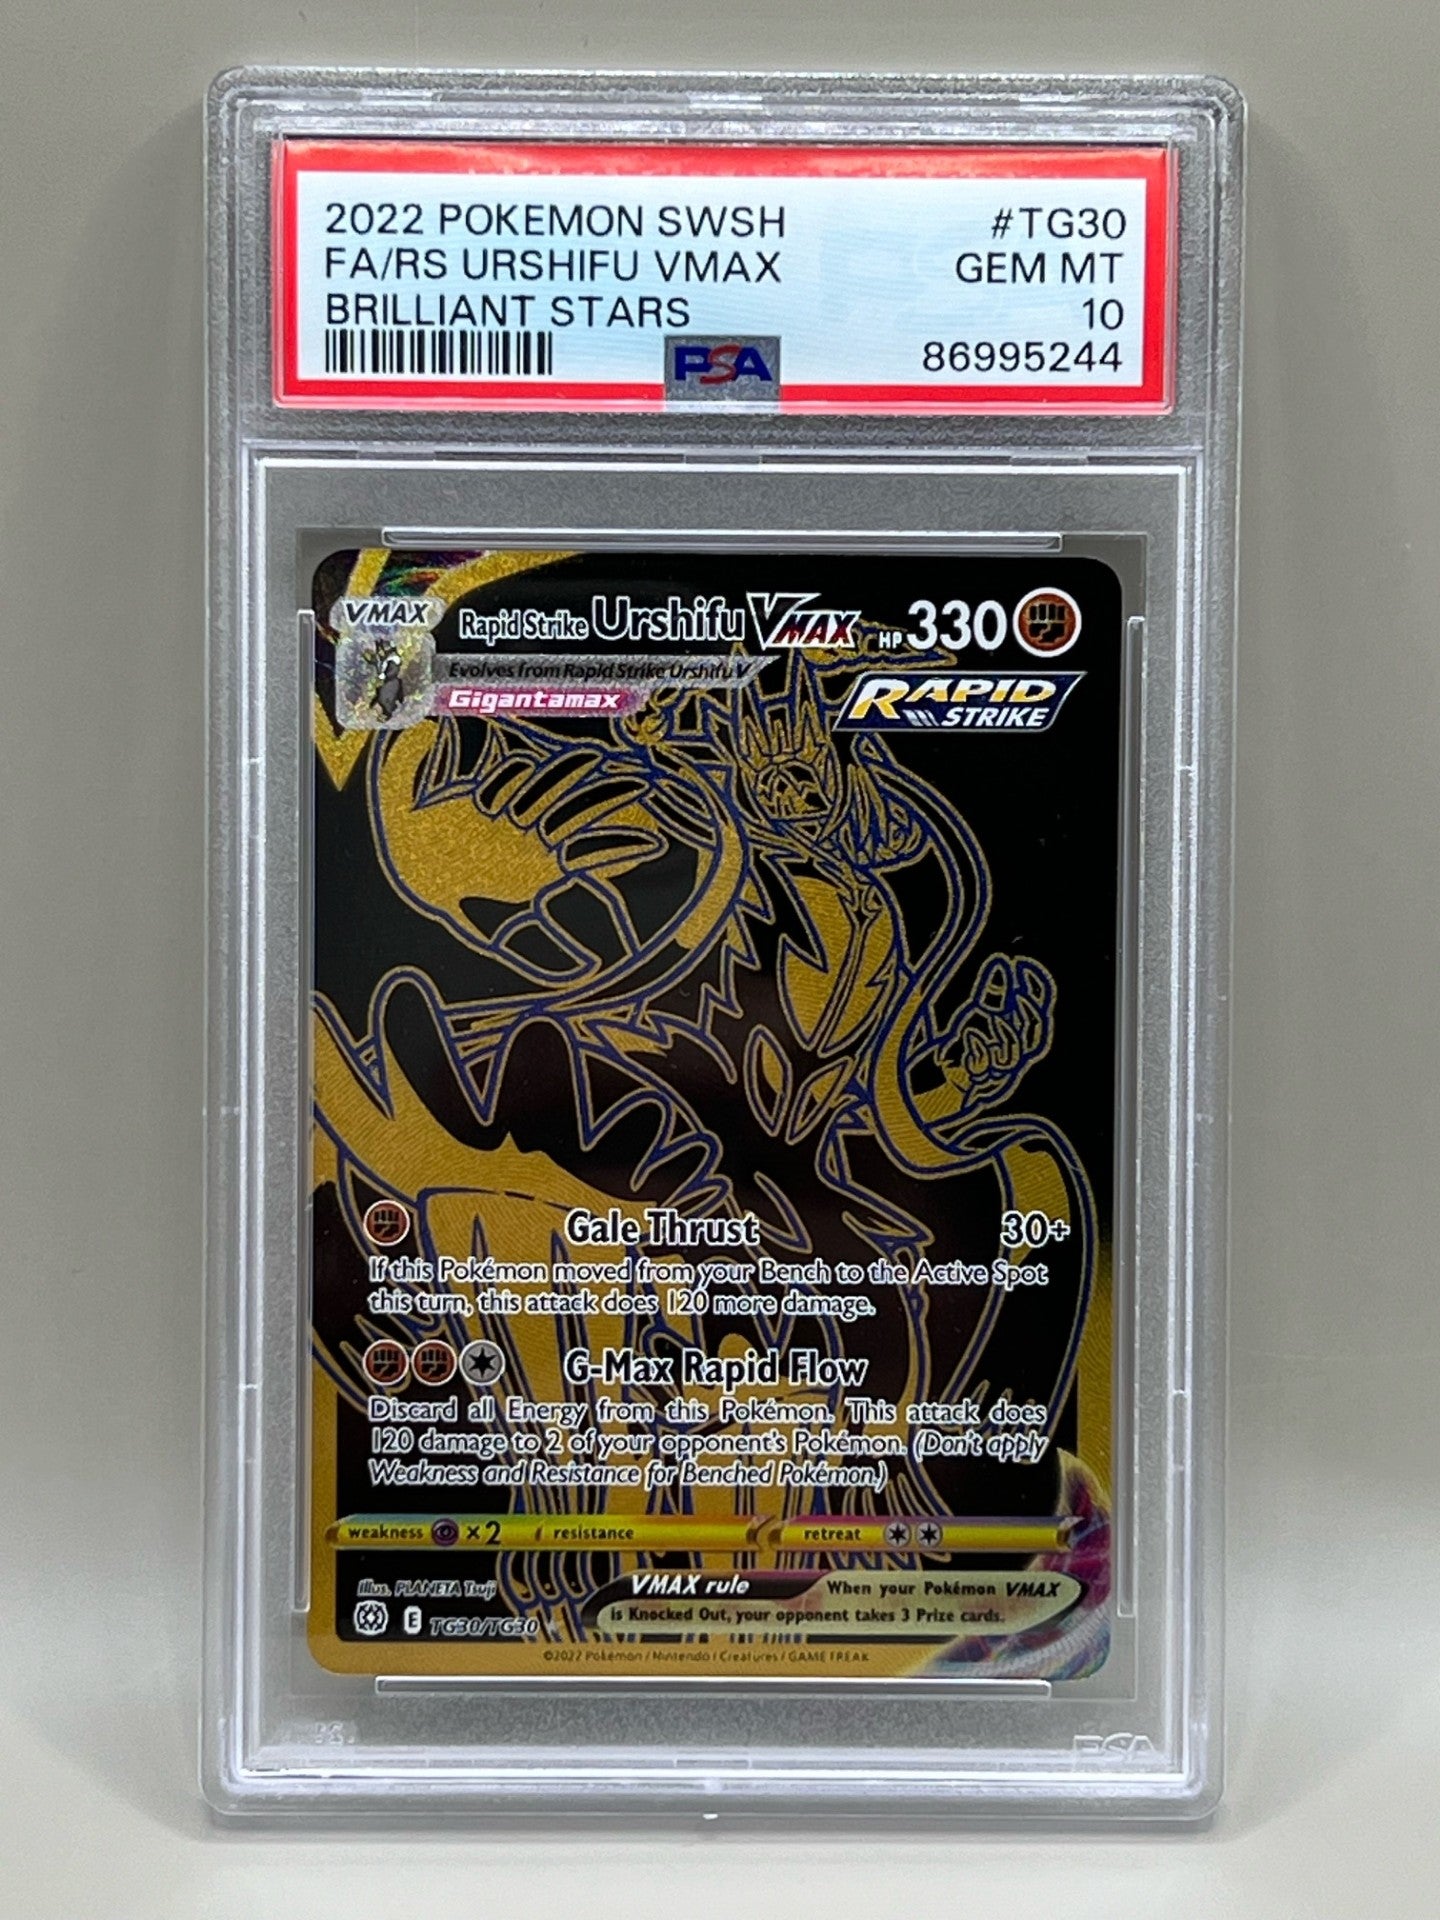 2022 POKEMON SWSH #TG30
FA/RS URSHIFU VMAX GEM MT
BRILLIANT STARS 10
PSA 86995244
VMAX Rapid Strike Urshifu VMAX HP 330
Evolves from Rapid Strike Urshifu V
Gigantamax
RAPID
STRIKE
Gale Thrust 30+
If this Pokémon moved from your Bench to the Active Spot
this turn, this attack does 120 more damage.
G-Max Rapid Flow
Discard all Energy from this Pokémon. This attack does
120 damage to 2 of your opponent's Pokémon. (Don't apply
Weakness and Resistance for Benched Pokémon.)
weakness ×2 resistance retreat
Illus. PLANETA Tsuji
VMAX rule When your Pokémon VMAX
is Knocked Out, your opponent takes 3 Prize cards.
E TG30/TG30
©2022 Pokémon / Nintendo / Creatures / GAME FREAK
PSA